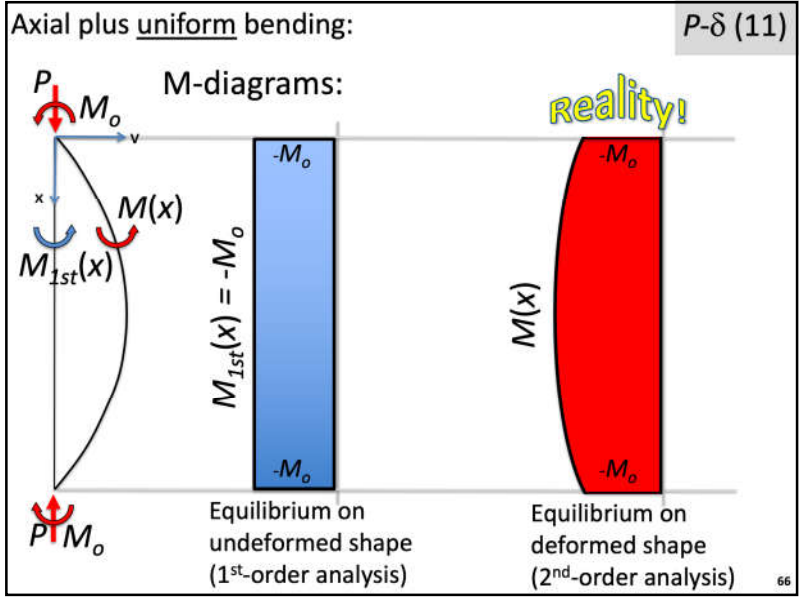 Axial plus uniform bending:
P-δ (11)
M-diagrams:
Reality!
P
Mo
v
x
M(x)
M1st(x)
-Mo
M1st(x) = -Mo
-Mo
-Mo
M(x)
-Mo
P Mo
Equilibrium on
undeformed shape
(1st-order analysis)
Equilibrium on
deformed shape
(2nd-order analysis)
66